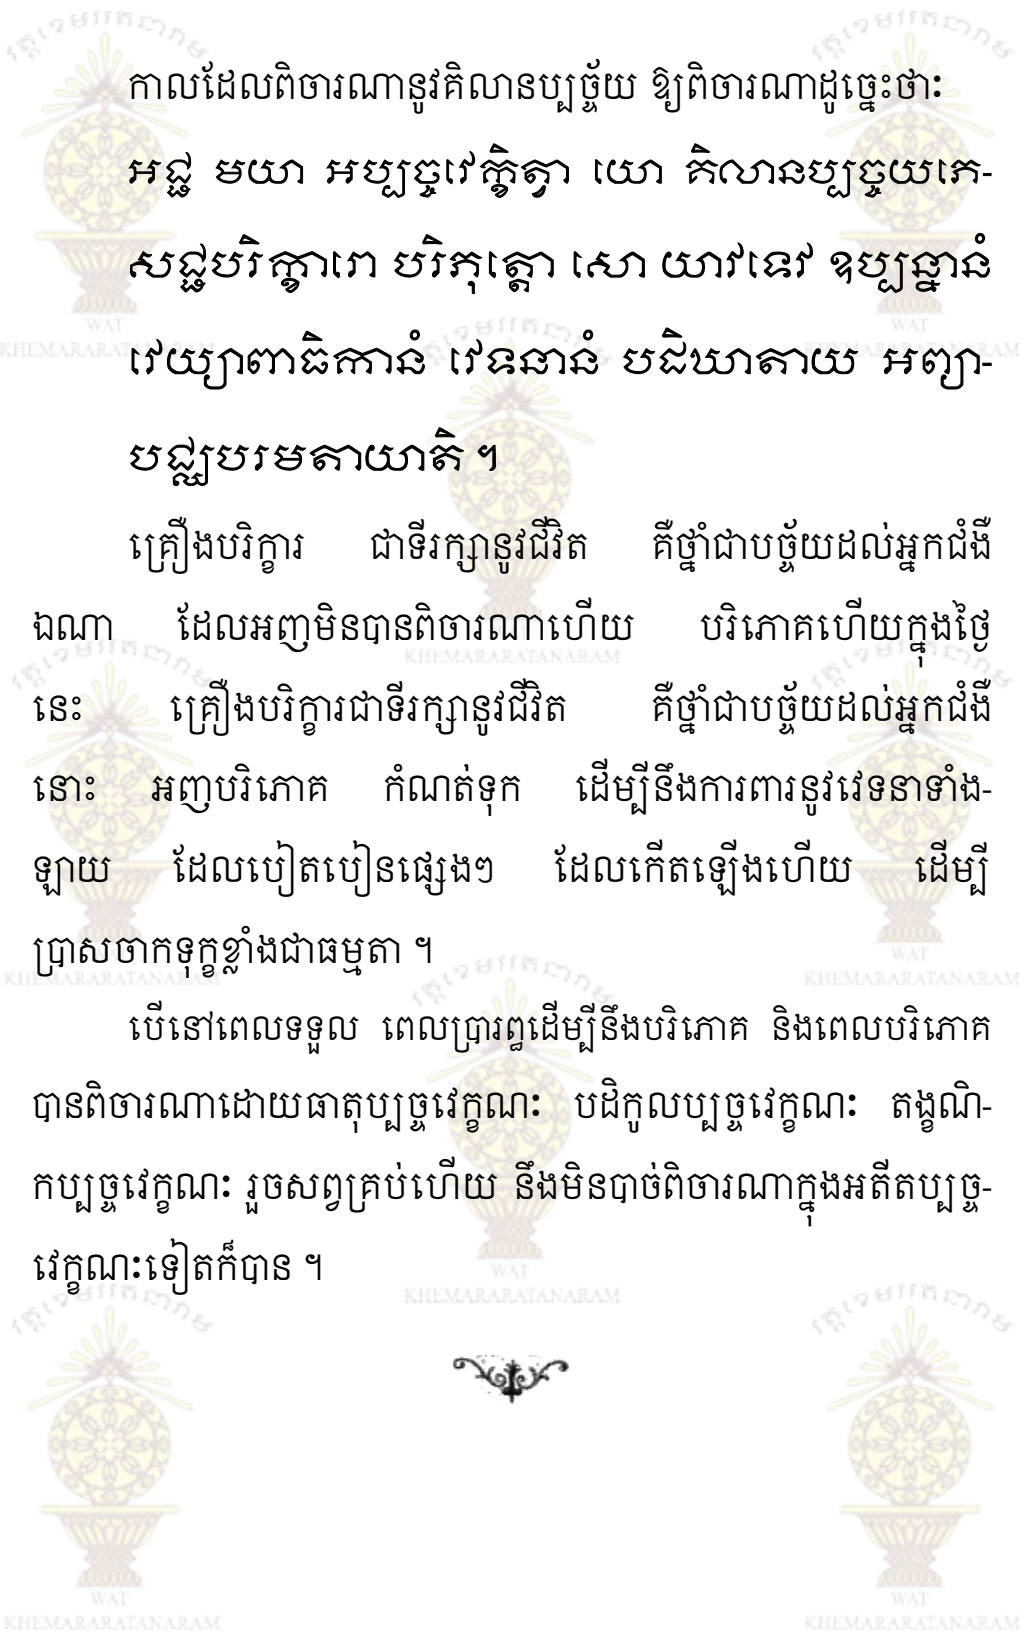 កាលដែលពិចារណានូវគិលានប្បច្ច័យ ឱ្យពិចារណាដូច្នេះថាៈ
អជ្ជ មយា អប្បច្ចវេក្ខិត្វា យោ គិលានប្បច្ចយភេ-
សជ្ជបរិក្ខារោ បរិភុត្តោ សោ យាវទេវ ឧប្បន្នានំ
វេយ្យាពាធិកានំ វេទនានំ បដិឃាតាយ អព្យា-
បជ្ឈបរមតាយាតិ ។
គ្រឿងបរិក្ខារ ជាទីរក្សានូវជីវិត គឺថ្នាំជាបច្ច័យដល់អ្នកជំងឺ
ឯណា ដែលអញមិនបានពិចារណាហើយ បរិភោគហើយក្នុងថ្ងៃ
នេះ គ្រឿងបរិក្ខារជាទីរក្សានូវជីវិត គឺថ្នាំជាបច្ច័យដល់អ្នកជំងឺ
នោះ អញបរិភោគ កំណត់ទុក ដើម្បីនឹងការពារនូវវេទនាទាំង-
ឡាយ ដែលបៀតបៀនផ្សេងៗ ដែលកើតឡើងហើយ ដើម្បី
ប្រាសចាកទុក្ខខ្លាំងជាធម្មតា ។
បើនៅពេលទទួល ពេលប្រារព្ធដើម្បីនឹងបរិភោគ និងពេលបរិភោគ
បានពិចារណាដោយធាតុប្បច្ចវេក្ខណៈ បដិកូលប្បច្ចវេក្ខណៈ តង្ខណិ-
កប្បច្ចវេក្ខណៈ រួចសព្វគ្រប់ហើយ នឹងមិនបាច់ពិចារណាក្នុងអតីតប្បច្ច-
វេក្ខណៈទៀតក៏បាន ។
WAT
KHEMARARATANARAM